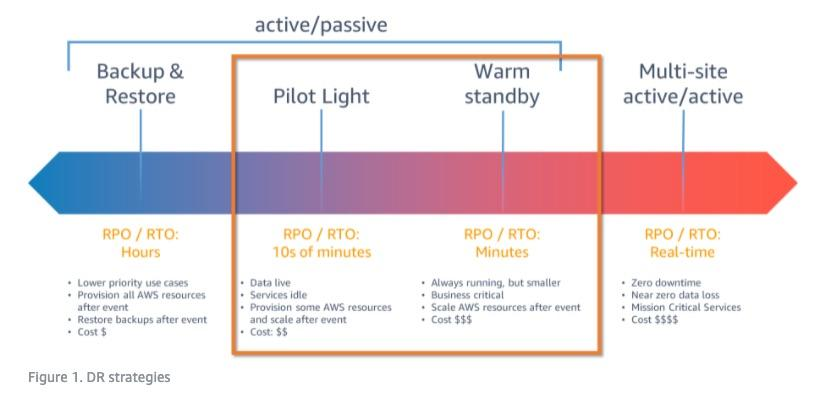 active/passive
Backup &
Restore
Pilot Light
Warm
standby
Multi-site
active/active
RPO / RTO:
Hours
RPO / RTO:
10s of minutes
RPO / RTO:
Minutes
RPO / RTO:
Real-time
• Lower priority use cases
• Provision all AWS resources
after event
• Restore backups after event
• Cost $
• Data live
• Services idle
• Provision some AWS resources
and scale after event
• Cost: $$
• Always running, but smaller
• Business critical
• Scale AWS resources after event
• Cost $$$
• Zero downtime
• Near zero data loss
• Mission Critical Services
• Cost $$$$
Figure 1. DR strategies